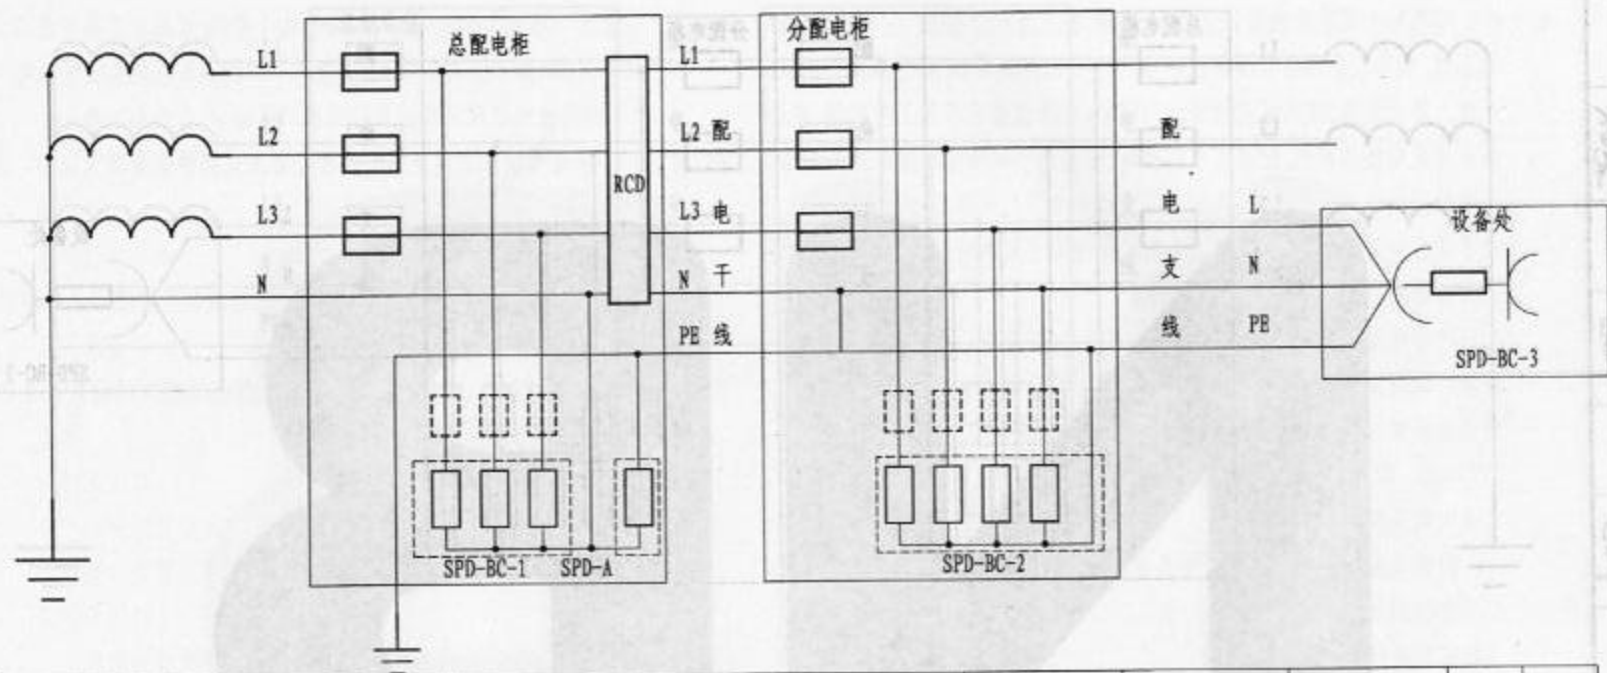 总配电柜
分配电柜
L1
L1
L2
L2 配
配
RCD
L3
L3 电
电
L
设备处
N
N 干
支
N
PE 线
线
PE
SPD-BC-3
SPD-BC-1
SPD-A
SPD-BC-2